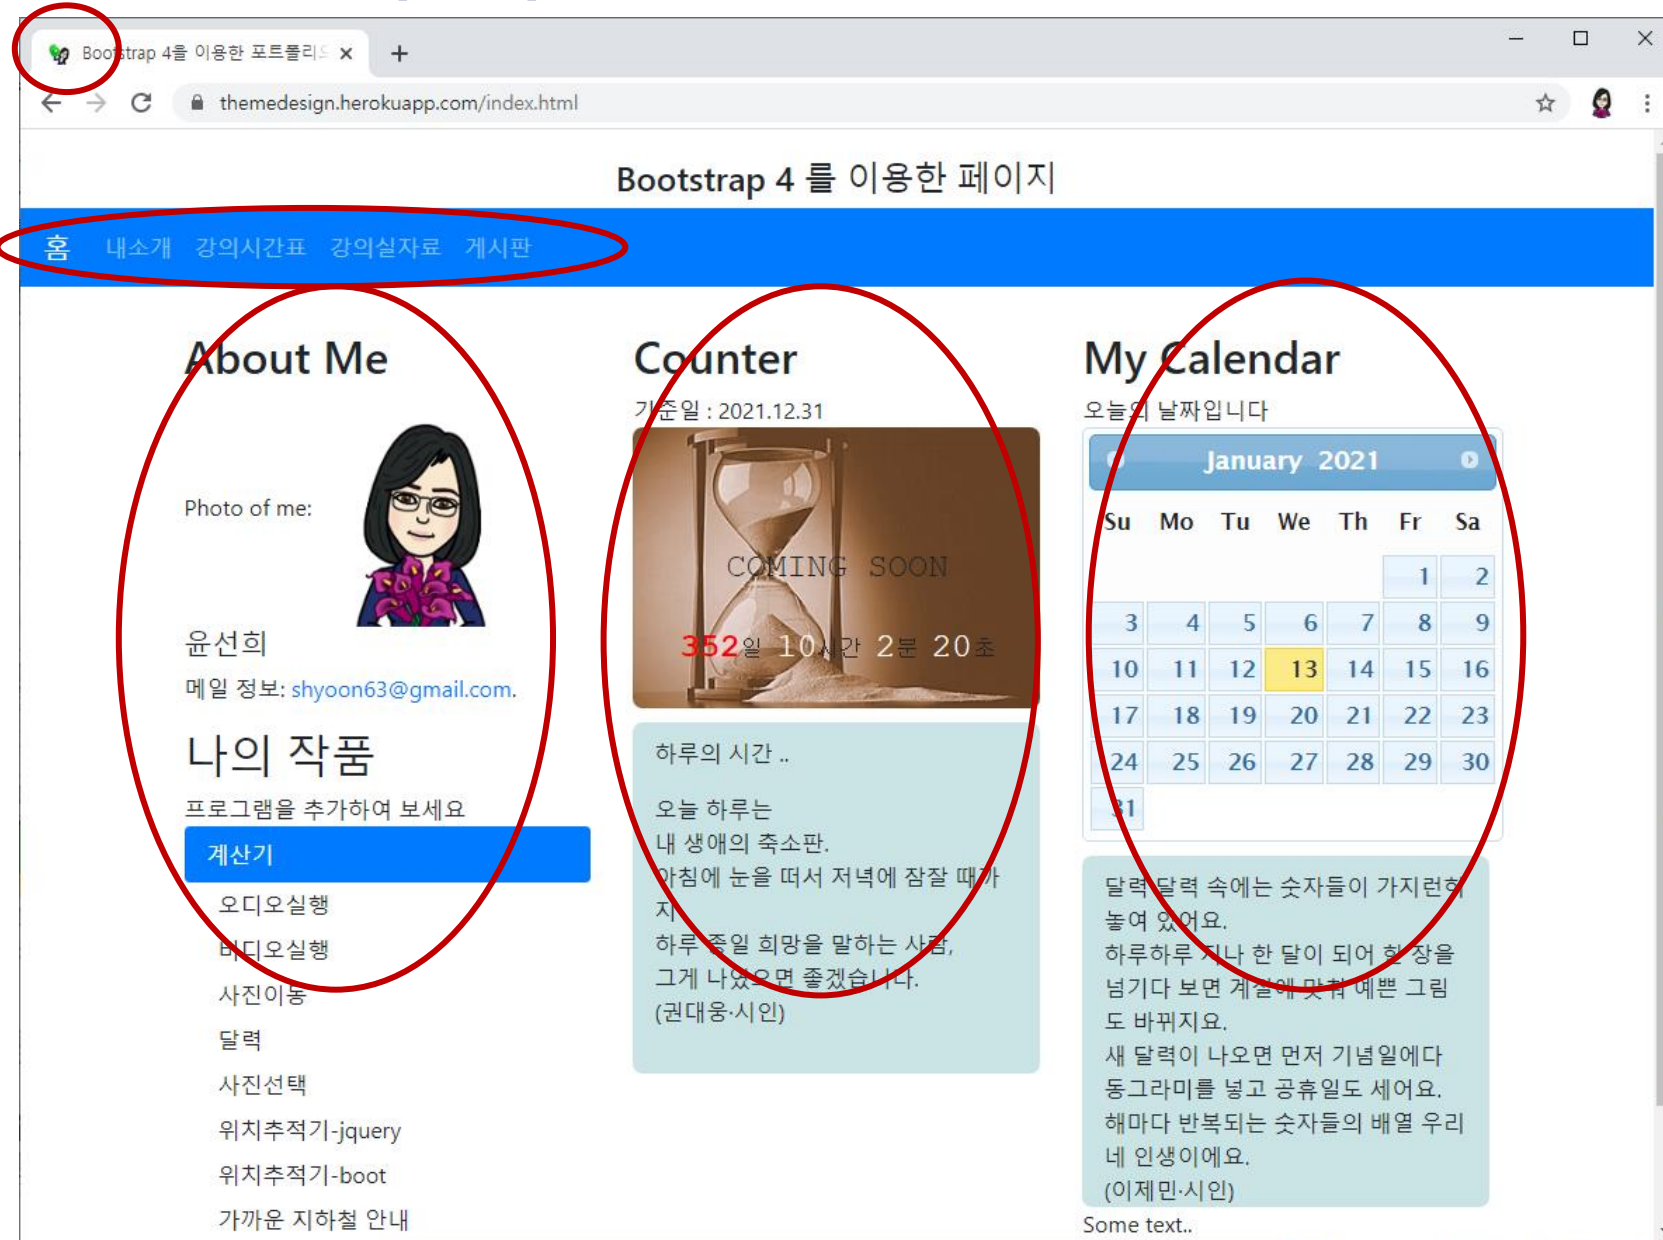 Bootstrap 4을 이용한 포트폴리오
themedesign.herokuapp.com/index.html
Bootstrap 4 를 이용한 페이지
홈 내소개 강의시간표 강의실자료 게시판
About Me
Photo of me:
윤선희
메일 정보: shyoon63@gmail.com.
나의 작품
프로그램을 추가하여 보세요
계산기
오디오실행
비디오실행
사진이동
달력
사진선택
위치추적기-jquery
위치추적기-boot
가까운 지하철 안내
Counter
기준일 : 2021.12.31
COMING SOON
352일 10시간 2분 20초
하루의 시간 ..
오늘 하루는
내 생애의 축소판.
아침에 눈을 떠서 저녁에 잠잘 때까
지
하루 종일 희망을 말하는 사람,
그게 나였으면 좋겠습니다.
(권대웅·시인)
My Calendar
오늘의 날짜입니다
January 2021
Su Mo Tu We Th Fr Sa
1 2
3 4 5 6 7 8 9
10 11 12 13 14 15 16
17 18 19 20 21 22 23
24 25 26 27 28 29 30
31
달력 달력 속에는 숫자들이 가지런히
놓여 있어요.
하루하루 지나 한 달이 되어 한 장을
넘기다 보면 계절에 맞춰 예쁜 그림
도 바뀌지요.
새 달력이 나오면 먼저 기념일에다
동그라미를 넣고 공휴일도 세어요.
해마다 반복되는 숫자들의 배열 우리
네 인생이에요.
(이제민·시인)
Some text..